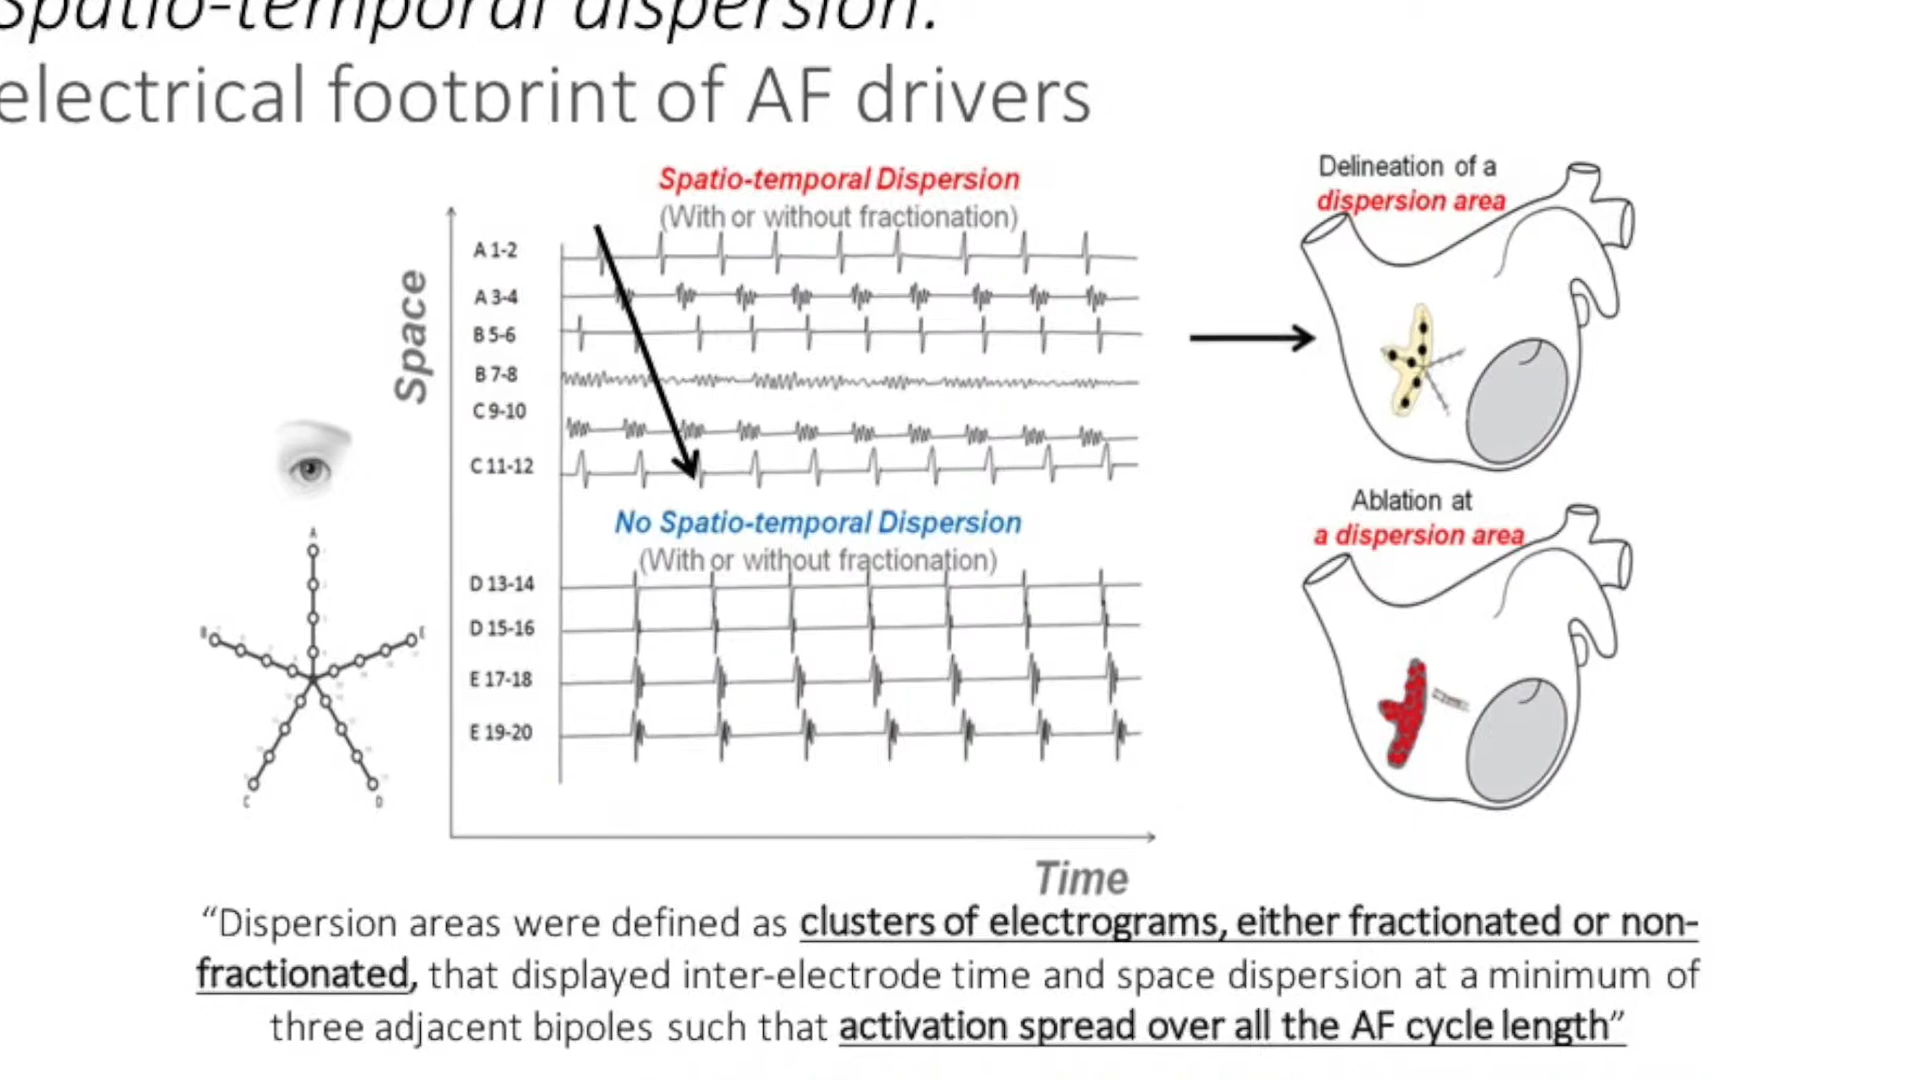 Spatio-temporal dispersion:
electrical footprint of AF drivers
Spatio-temporal Dispersion
(With or without fractionation)
Space
A 1-2
A 3-4
B 5-6
B 7-8
C 9-10
C 11-12
No Spatio-temporal Dispersion
(With or without fractionation)
D 13-14
D 15-16
E 17-18
E 19-20
Time
A
B
E
C
D
Delineation of a
dispersion area
Ablation at
a dispersion area
“Dispersion areas were defined as clusters of electrograms, either fractionated or non-
fractionated, that displayed inter-electrode time and space dispersion at a minimum of
three adjacent bipoles such that activation spread over all the AF cycle length”